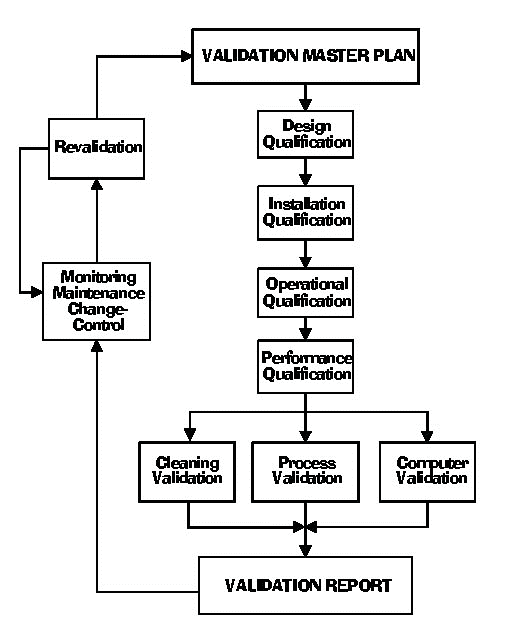 VALIDATION MASTER PLAN
Design
Qualification
Revalidation
Installation
Qualification
Monitoring
Maintenance
Change-
Control
Operational
Qualification
Performance
Qualification
Cleaning
Validation
Process
Validation
Computer
Validation
VALIDATION REPORT